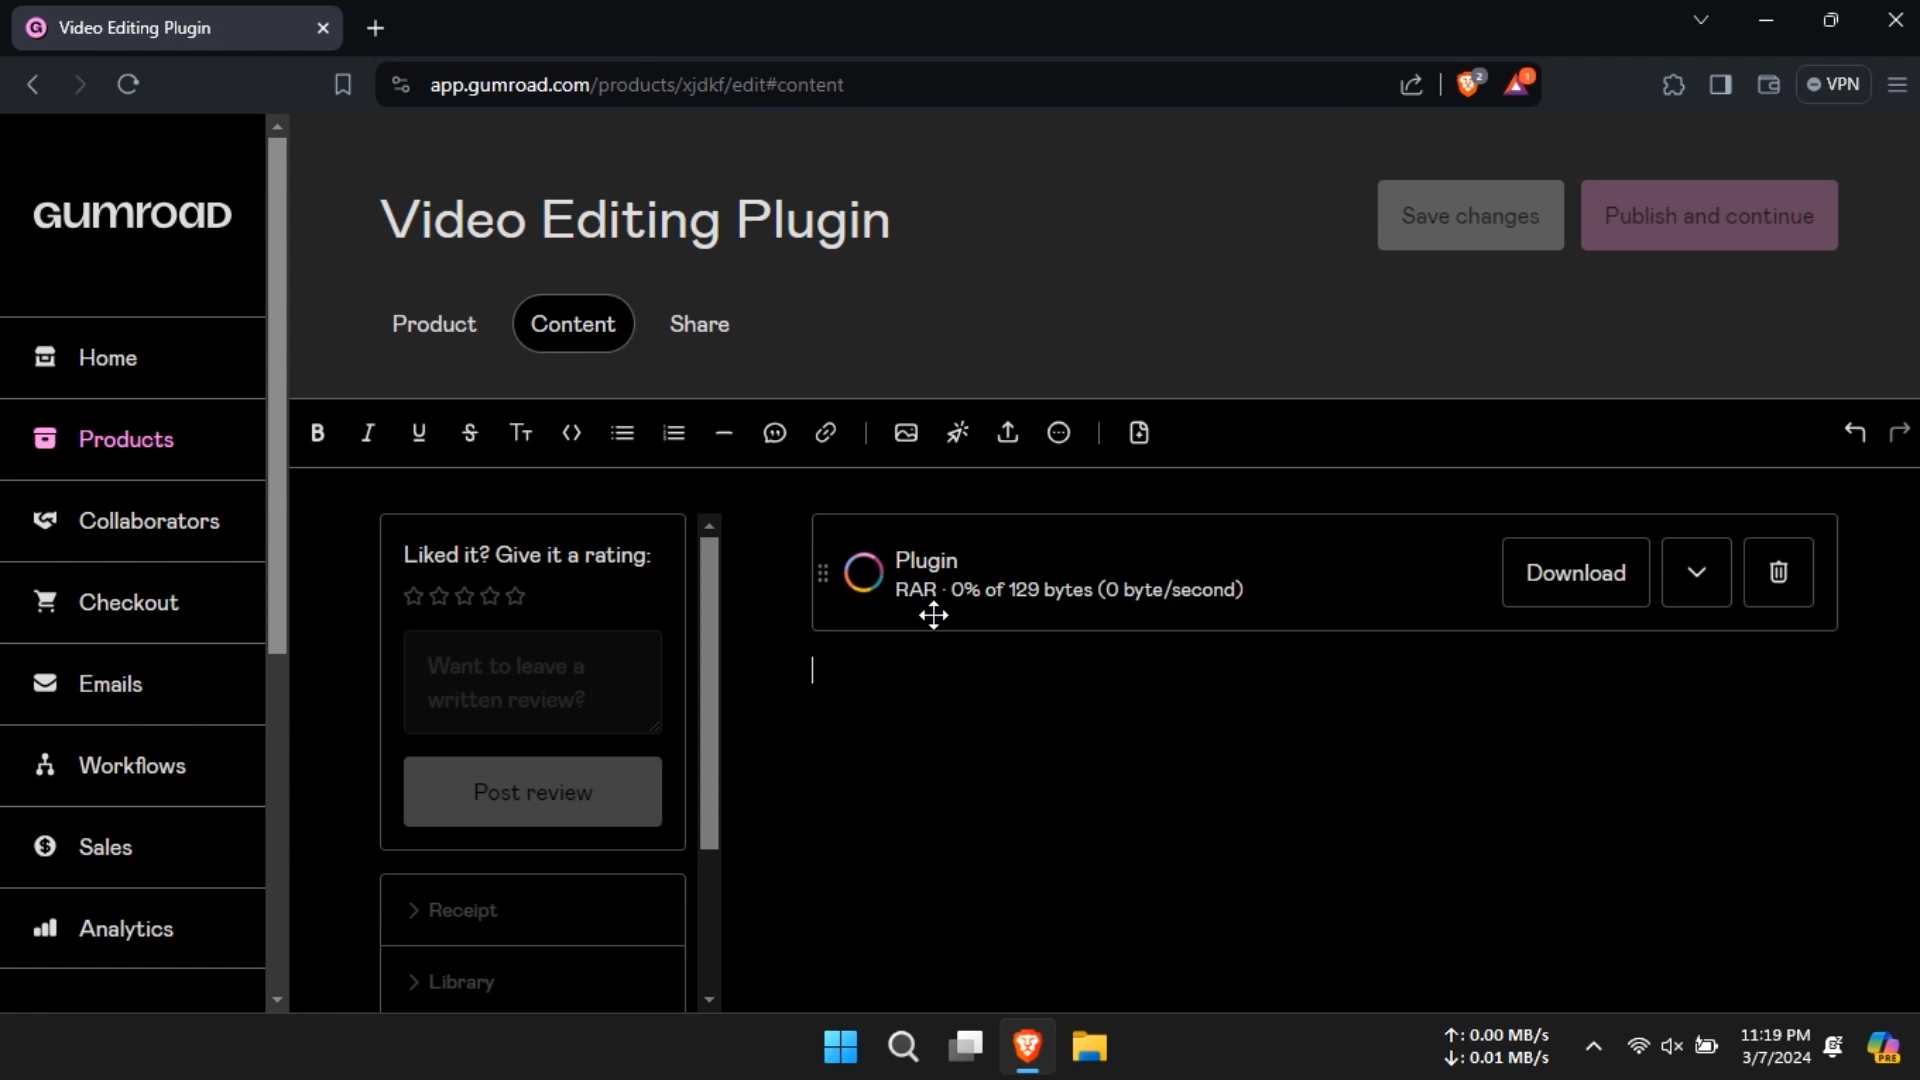 Video Editing Plugin
app.gumroad.com/products/xjdkf/edit#content
2
1
VPN
GUMROAD
Video Editing Plugin
Save changes
Publish and continue
Product
Content
Share
Home
Products
Collaborators
Checkout
Emails
Workflows
Sales
Analytics
Liked it? Give it a rating:
Want to leave a
written review?
Post review
Receipt
Library
Plugin
RAR · 0% of 129 bytes (0 byte/second)
Download
↑: 0.00 MB/s
↓: 0.01 MB/s
11:19 PM
3/7/2024
PRE